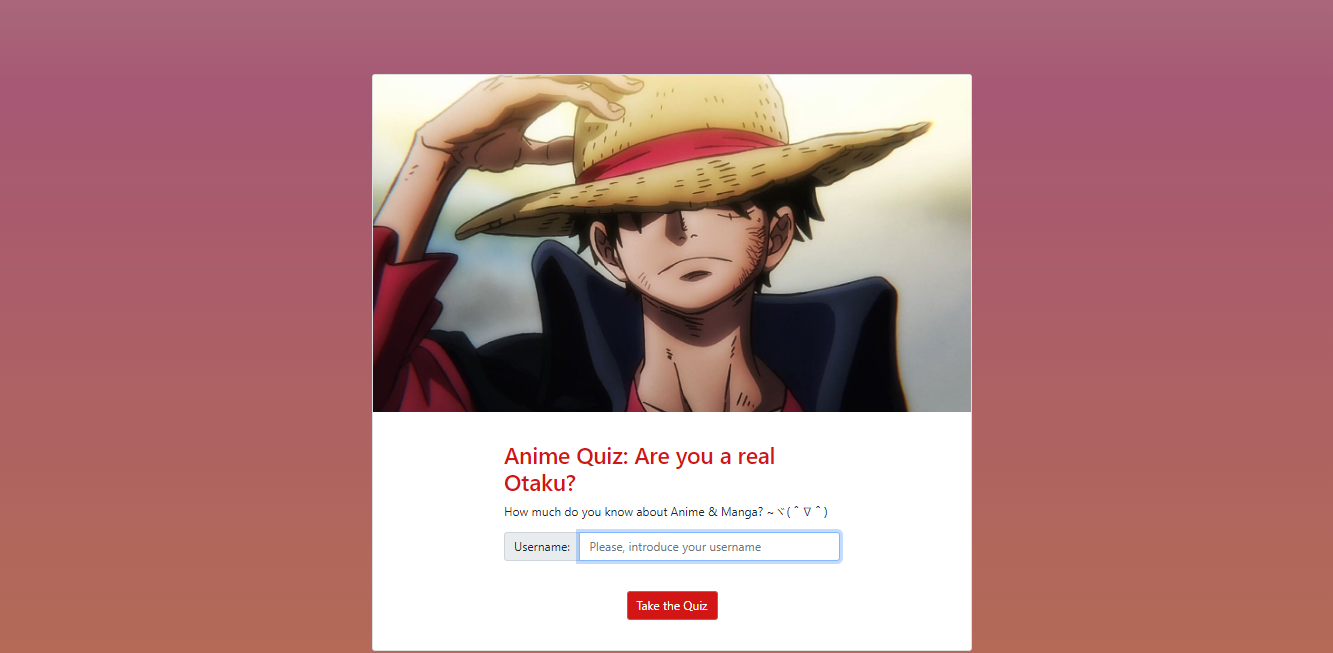 Anime Quiz: Are you a real
Otaku?
How much do you know about Anime & Manga? ~ヾ(＾∇＾)
Username: Please, introduce your username
Take the Quiz